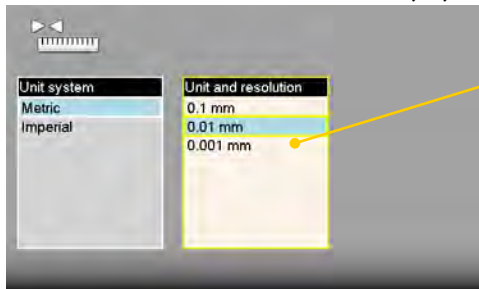 Unit system
Metric
Imperial
Unit and resolution
0.1 mm
0.01 mm
0.001 mm